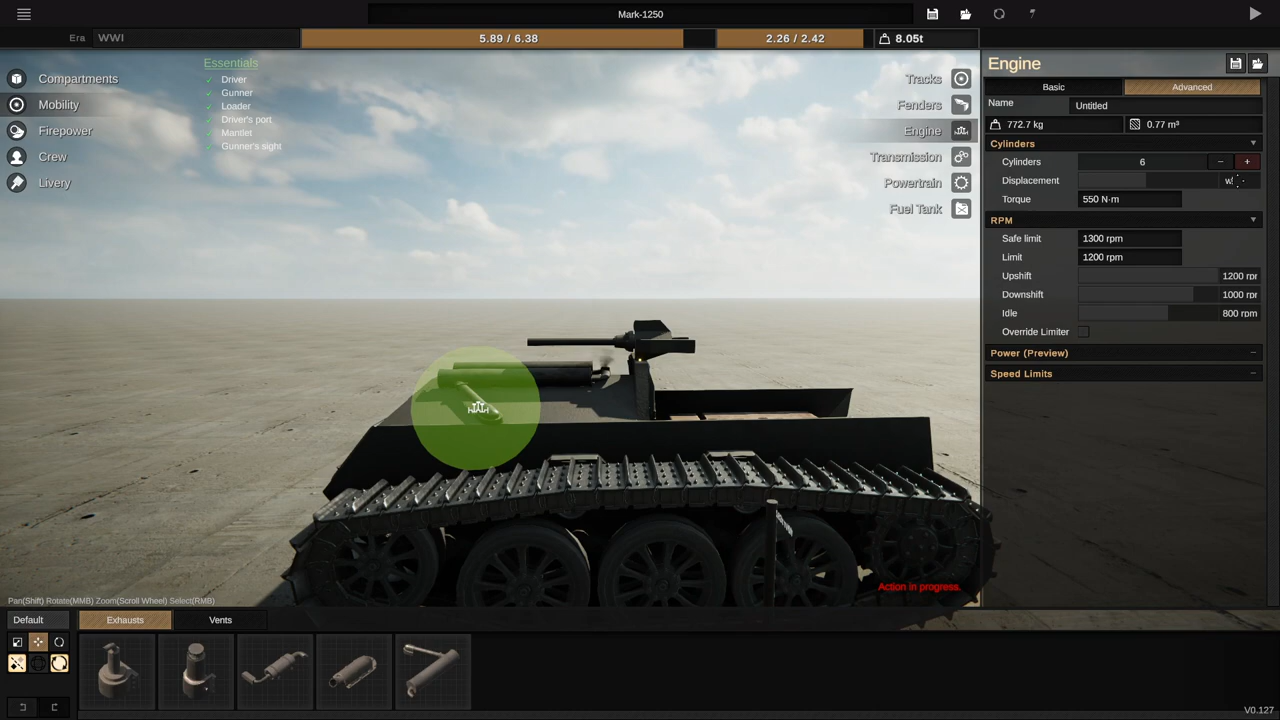 Mark-1250
Era WWI 5.89 / 6.38 2.26 / 2.42 8.05t
Compartments
Mobility
Firepower
Crew
Livery
Essentials
✓ Driver
✓ Gunner
✓ Loader
✓ Driver's port
✓ Mantlet
✓ Gunner's sight
Tracks
Fenders
Engine
Transmission
Powertrain
Fuel Tank
Engine
Basic Advanced
Name Untitled
772.7 kg 0.77 m³
Cylinders
Cylinders 6 − +
Displacement
Torque 550 N·m
RPM
Safe limit 1300 rpm
Limit 1200 rpm
Upshift 1200 rpm
Downshift 1000 rpm
Idle 800 rpm
Override Limiter
Power (Preview)
Speed Limits
Action in progress.
Pan(Shift) Rotate(MMB) Zoom(Scroll Wheel) Select(RMB)
Default Exhausts Vents
V0.127